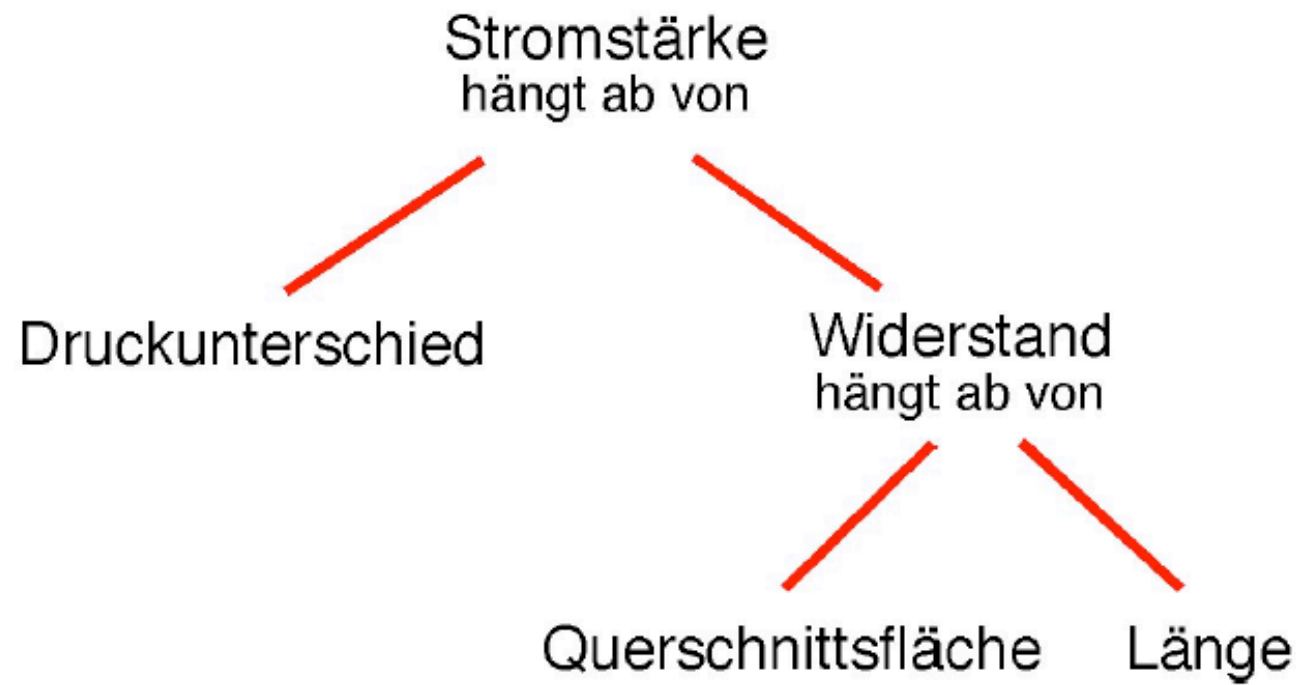 Stromstärke
hängt ab von
Druckunterschied
Widerstand
hängt ab von
Querschnittsfläche
Länge